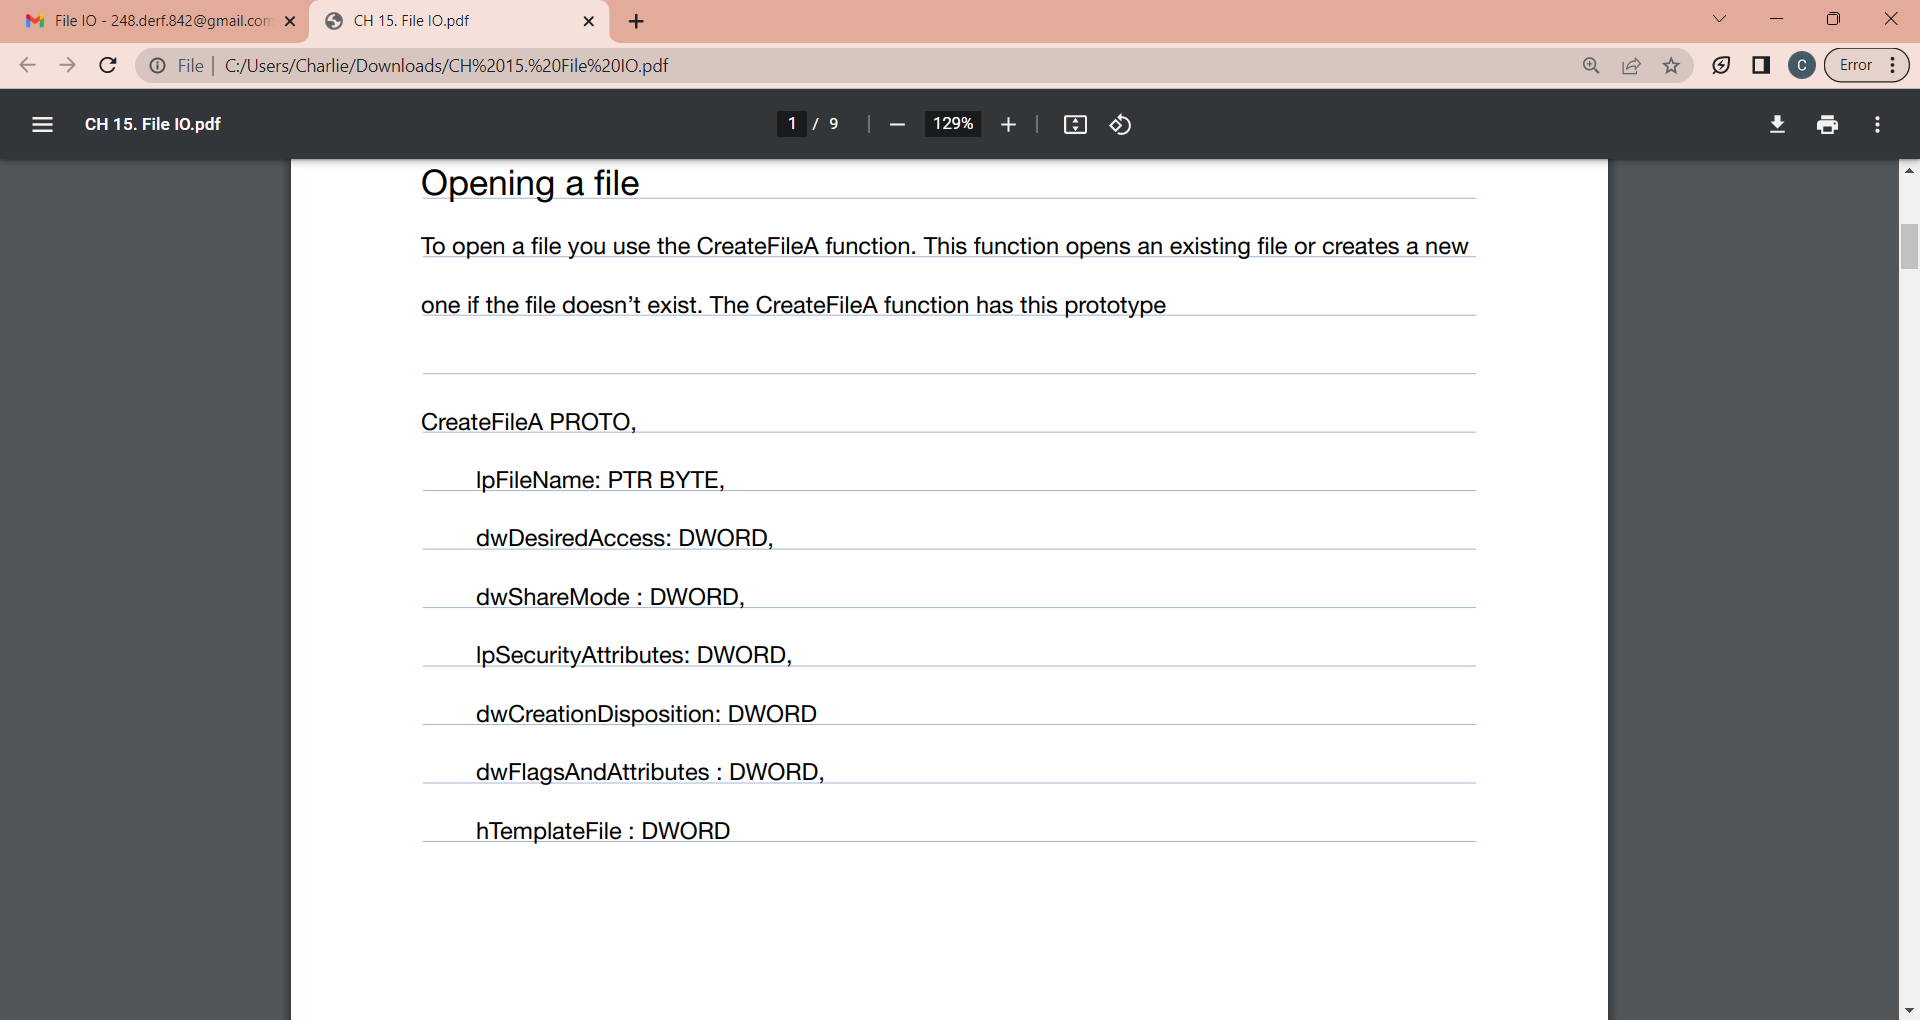 File IO - 248.derf.842@gmail.com
CH 15. File IO.pdf
File
C:/Users/Charlie/Downloads/CH%2015.%20File%20IO.pdf
C
Error
CH 15. File IO.pdf
1 / 9
129%
Opening a file
To open a file you use the CreateFileA function. This function opens an existing file or creates a new
one if the file doesn’t exist. The CreateFileA function has this prototype
CreateFileA PROTO,
lpFileName: PTR BYTE,
dwDesiredAccess: DWORD,
dwShareMode : DWORD,
lpSecurityAttributes: DWORD,
dwCreationDisposition: DWORD
dwFlagsAndAttributes : DWORD,
hTemplateFile : DWORD